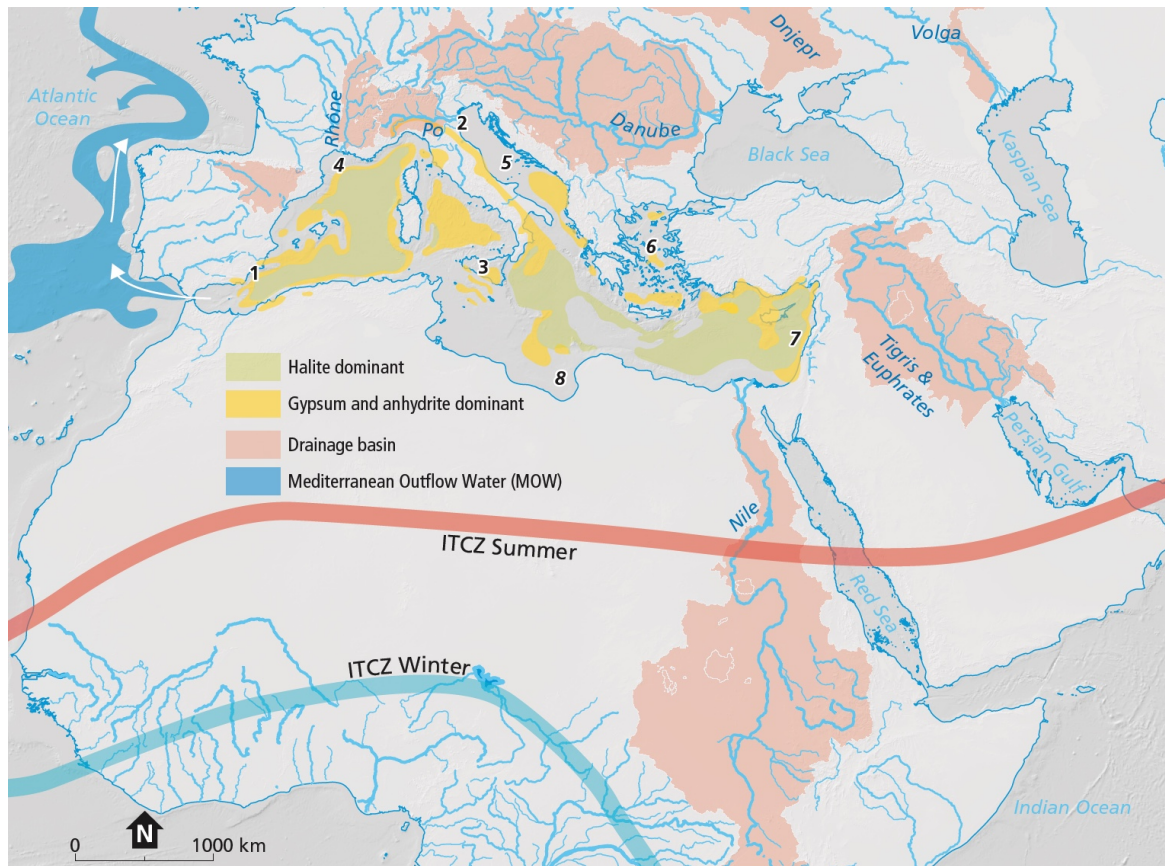 Dnjepr
Volga
Atlantic
Ocean
Rhone
Po
2
Danube
Black Sea
Kaspian Sea
4
5
6
1
3
7
8
Halite dominant
Gypsum and anhydrite dominant
Drainage basin
Mediterranean Outflow Water (MOW)
Tigris &
Euphrates
Persian Gulf
Nile
ITCZ Summer
Red Sea
ITCZ Winter
Indian Ocean
N
0
1000 km